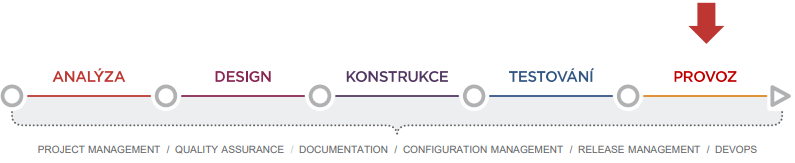 ANALÝZA DESIGN KONSTRUKCE TESTOVÁNÍ PROVOZ
PROJECT MANAGEMENT / QUALITY ASSURANCE / DOCUMENTATION / CONFIGURATION MANAGEMENT / RELEASE MANAGEMENT / DEVOPS